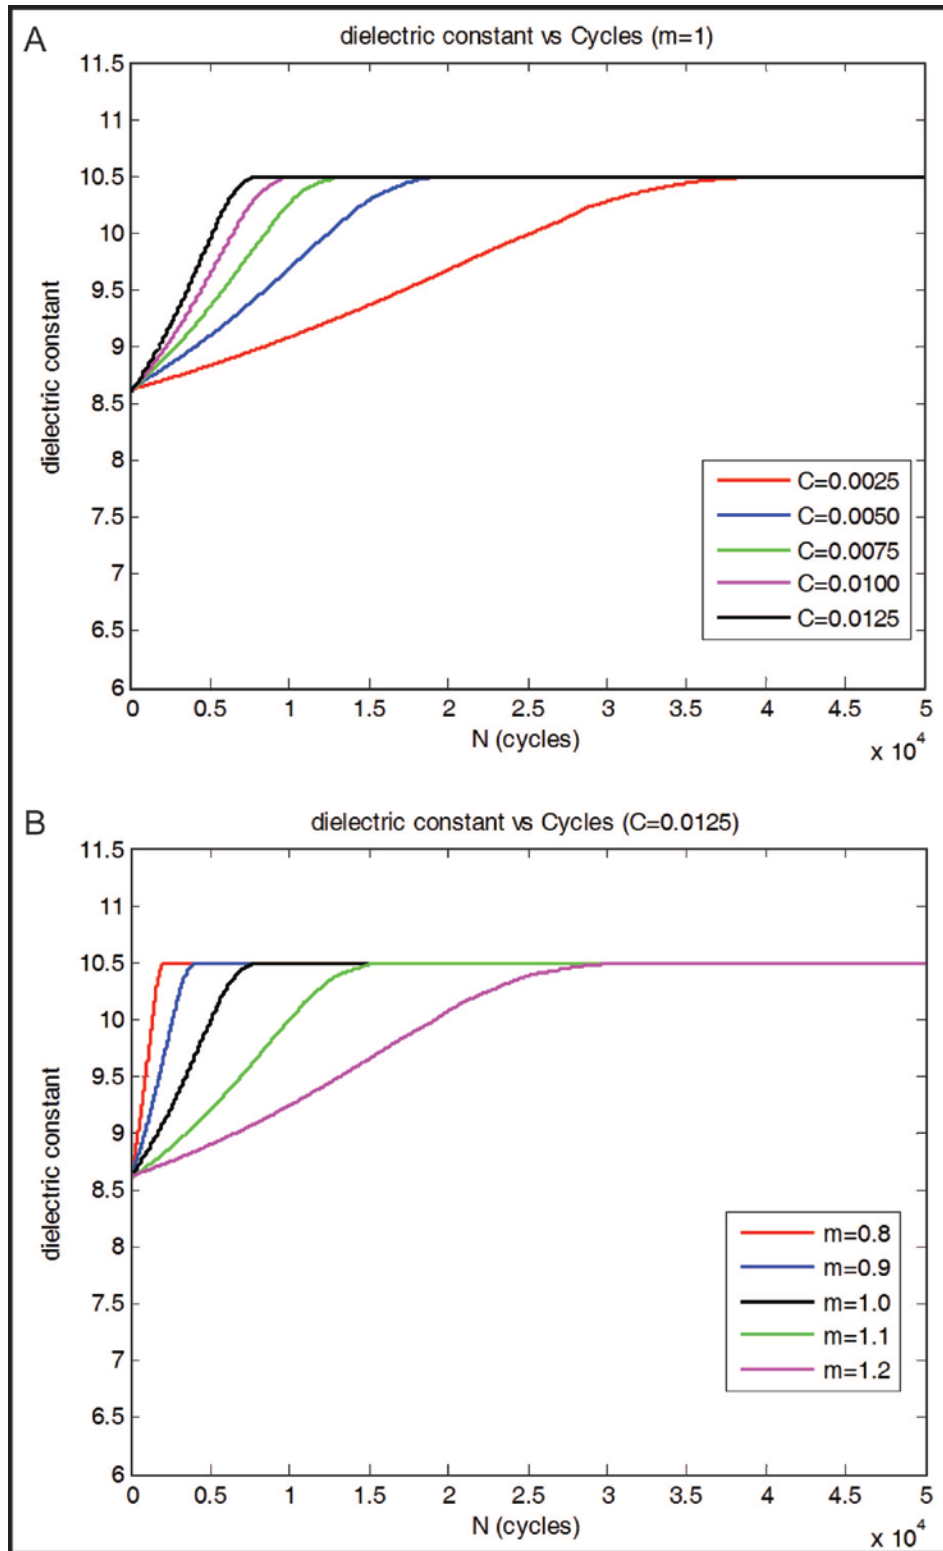 A
dielectric constant vs Cycles (m=1)
11.5
11
10.5
10
9.5
9
8.5
8
7.5
7
6.5
6
dielectric constant
C=0.0025
C=0.0050
C=0.0075
C=0.0100
C=0.0125
0 0.5 1 1.5 2 2.5 3 3.5 4 4.5 5
N (cycles)
x 10^4
B
dielectric constant vs Cycles (C=0.0125)
11.5
11
10.5
10
9.5
9
8.5
8
7.5
7
6.5
6
dielectric constant
m=0.8
m=0.9
m=1.0
m=1.1
m=1.2
0 0.5 1 1.5 2 2.5 3 3.5 4 4.5 5
N (cycles)
x 10^4